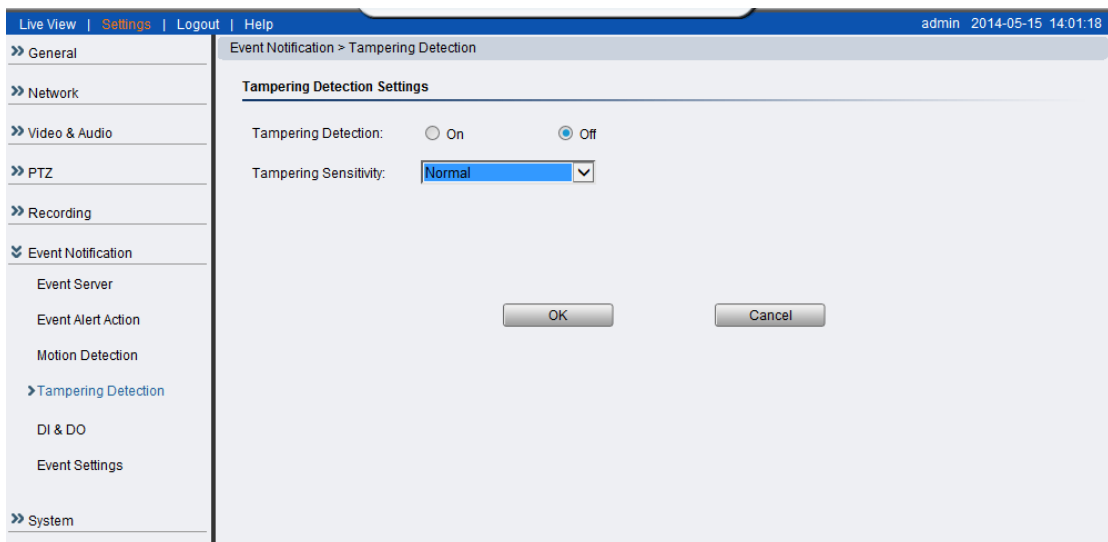 Live View | Settings | Logout | Help
admin 2014-05-15 14:01:18
General
Network
Video & Audio
PTZ
Recording
Event Notification
Event Server
Event Alert Action
Motion Detection
Tampering Detection
DI & DO
Event Settings
System
Event Notification > Tampering Detection
Tampering Detection Settings
Tampering Detection: On Off
Tampering Sensitivity: Normal
OK Cancel